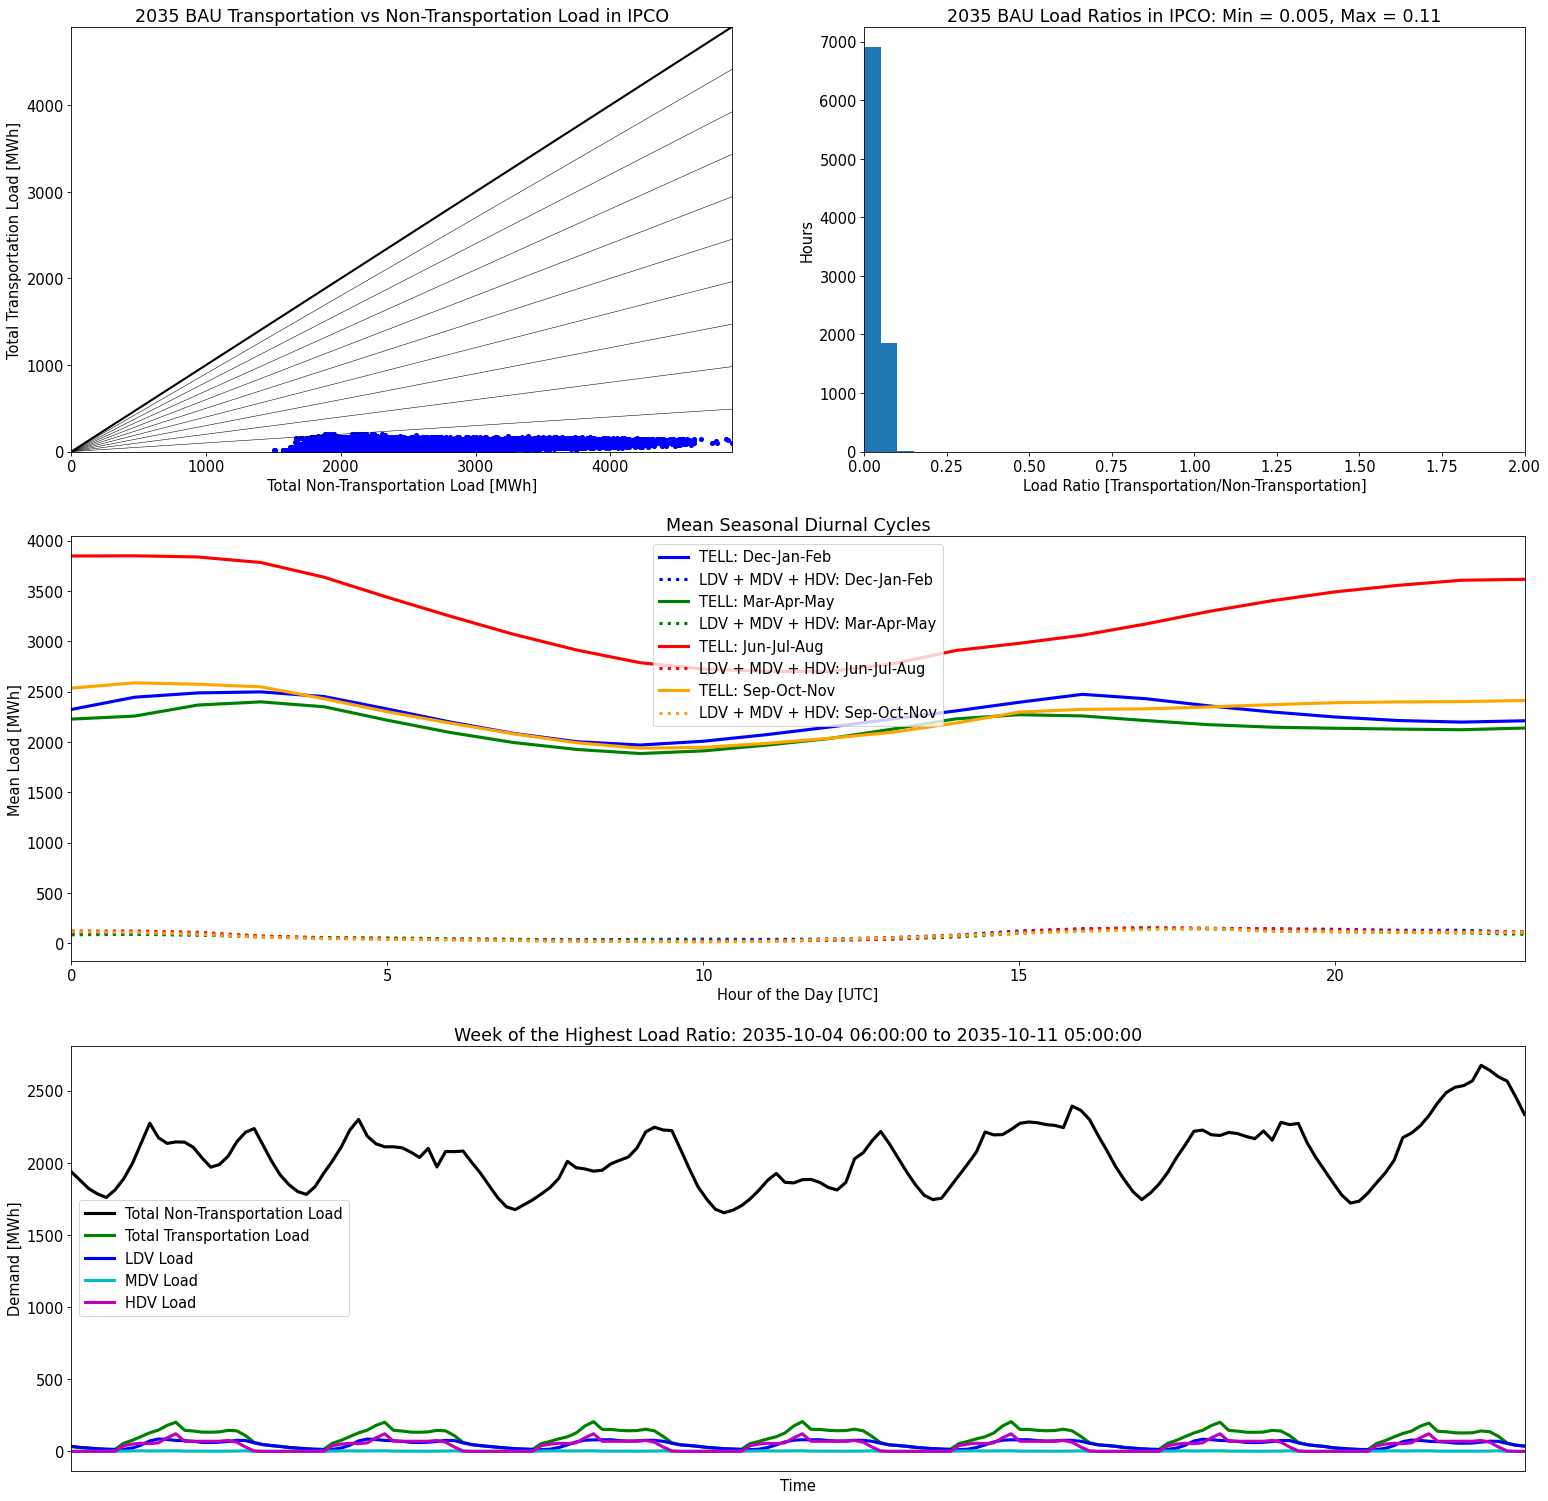 2035 BAU Transportation vs Non-Transportation Load in IPCO
Total Transportation Load [MWh]
4000
3000
2000
1000
0
0 1000 2000 3000 4000
Total Non-Transportation Load [MWh]
2035 BAU Load Ratios in IPCO: Min = 0.005, Max = 0.11
Hours
7000
6000
5000
4000
3000
2000
1000
0
0.00 0.25 0.50 0.75 1.00 1.25 1.50 1.75 2.00
Load Ratio [Transportation/Non-Transportation]
Mean Seasonal Diurnal Cycles
Mean Load [MWh]
4000
3500
3000
2500
2000
1500
1000
500
0
TELL: Dec-Jan-Feb
LDV + MDV + HDV: Dec-Jan-Feb
TELL: Mar-Apr-May
LDV + MDV + HDV: Mar-Apr-May
TELL: Jun-Jul-Aug
LDV + MDV + HDV: Jun-Jul-Aug
TELL: Sep-Oct-Nov
LDV + MDV + HDV: Sep-Oct-Nov
0 5 10 15 20
Hour of the Day [UTC]
Week of the Highest Load Ratio: 2035-10-04 06:00:00 to 2035-10-11 05:00:00
Demand [MWh]
2500
2000
1500
1000
500
0
Total Non-Transportation Load
Total Transportation Load
LDV Load
MDV Load
HDV Load
Time